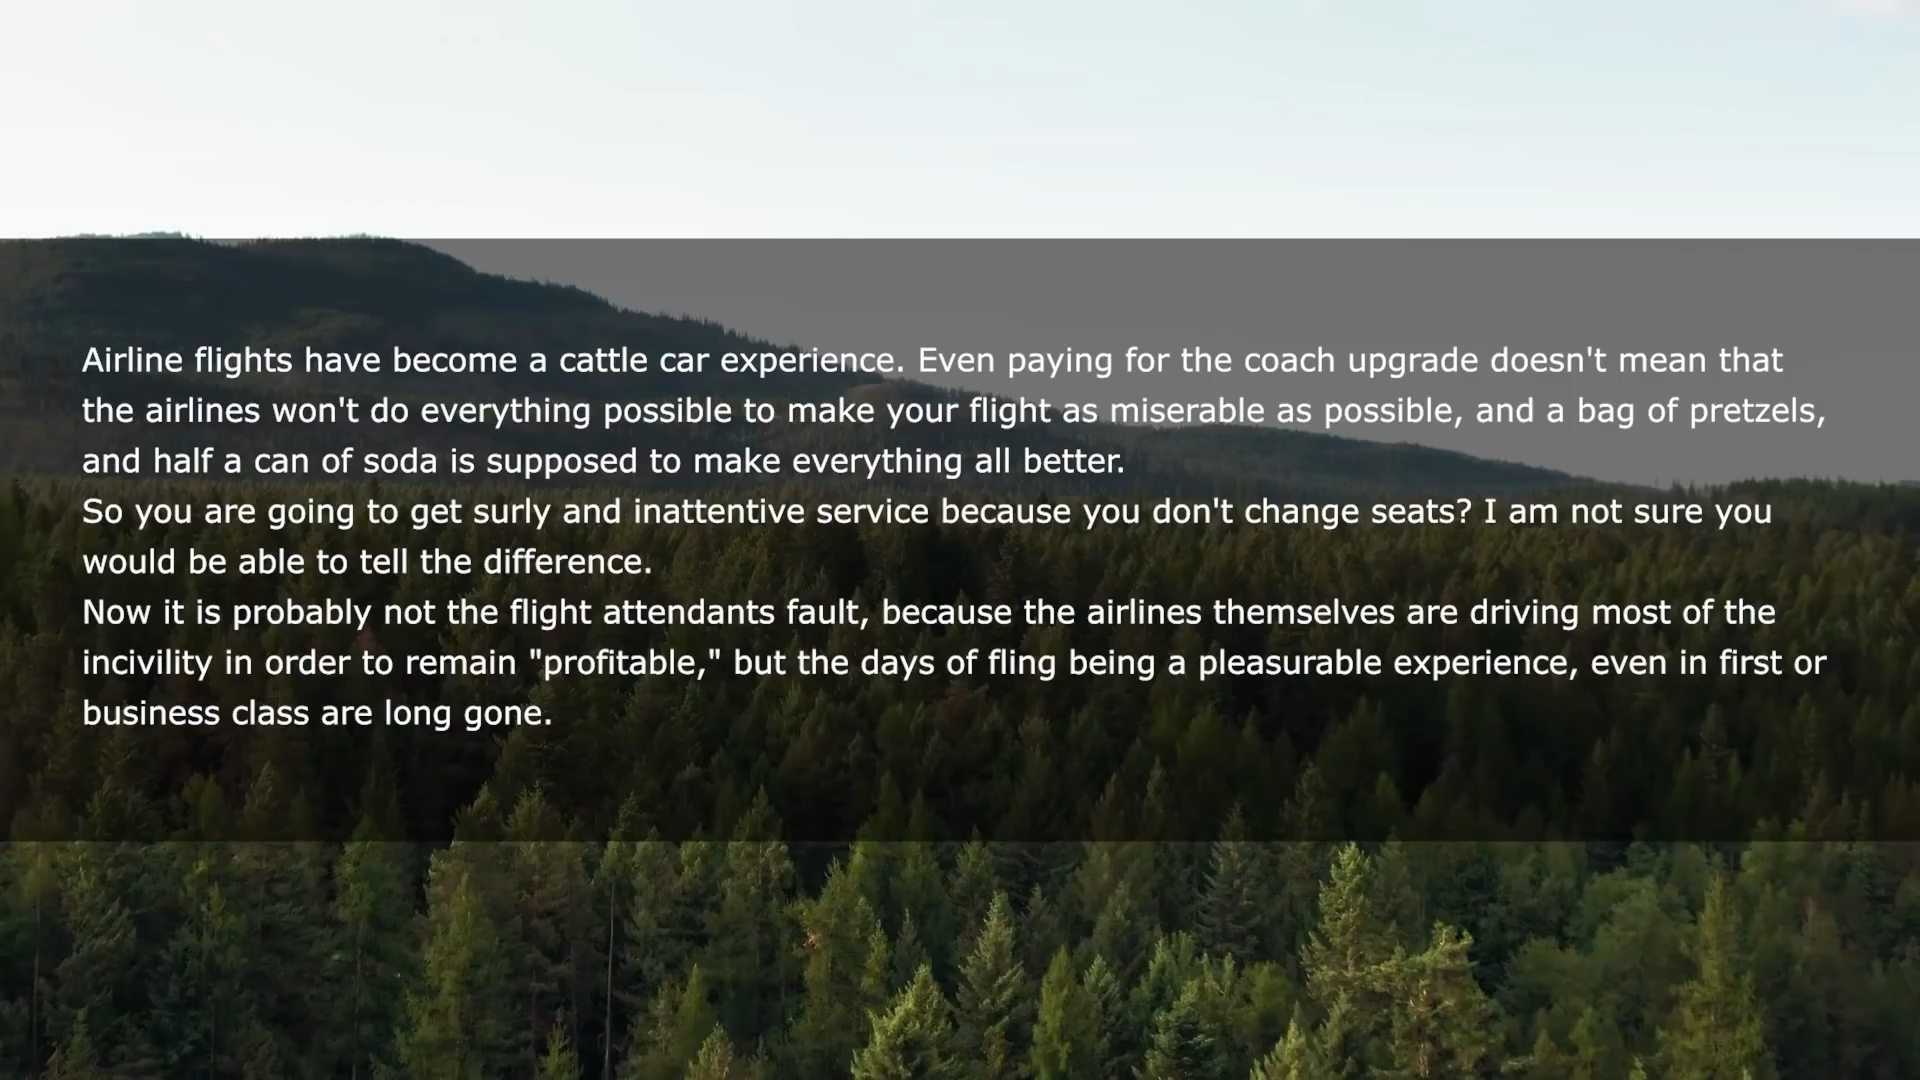 Airline flights have become a cattle car experience. Even paying for the coach upgrade doesn't mean that
the airlines won't do everything possible to make your flight as miserable as possible, and a bag of pretzels,
and half a can of soda is supposed to make everything all better.
So you are going to get surly and inattentive service because you don't change seats? I am not sure you
would be able to tell the difference.
Now it is probably not the flight attendants fault, because the airlines themselves are driving most of the
incivility in order to remain "profitable," but the days of fling being a pleasurable experience, even in first or
business class are long gone.